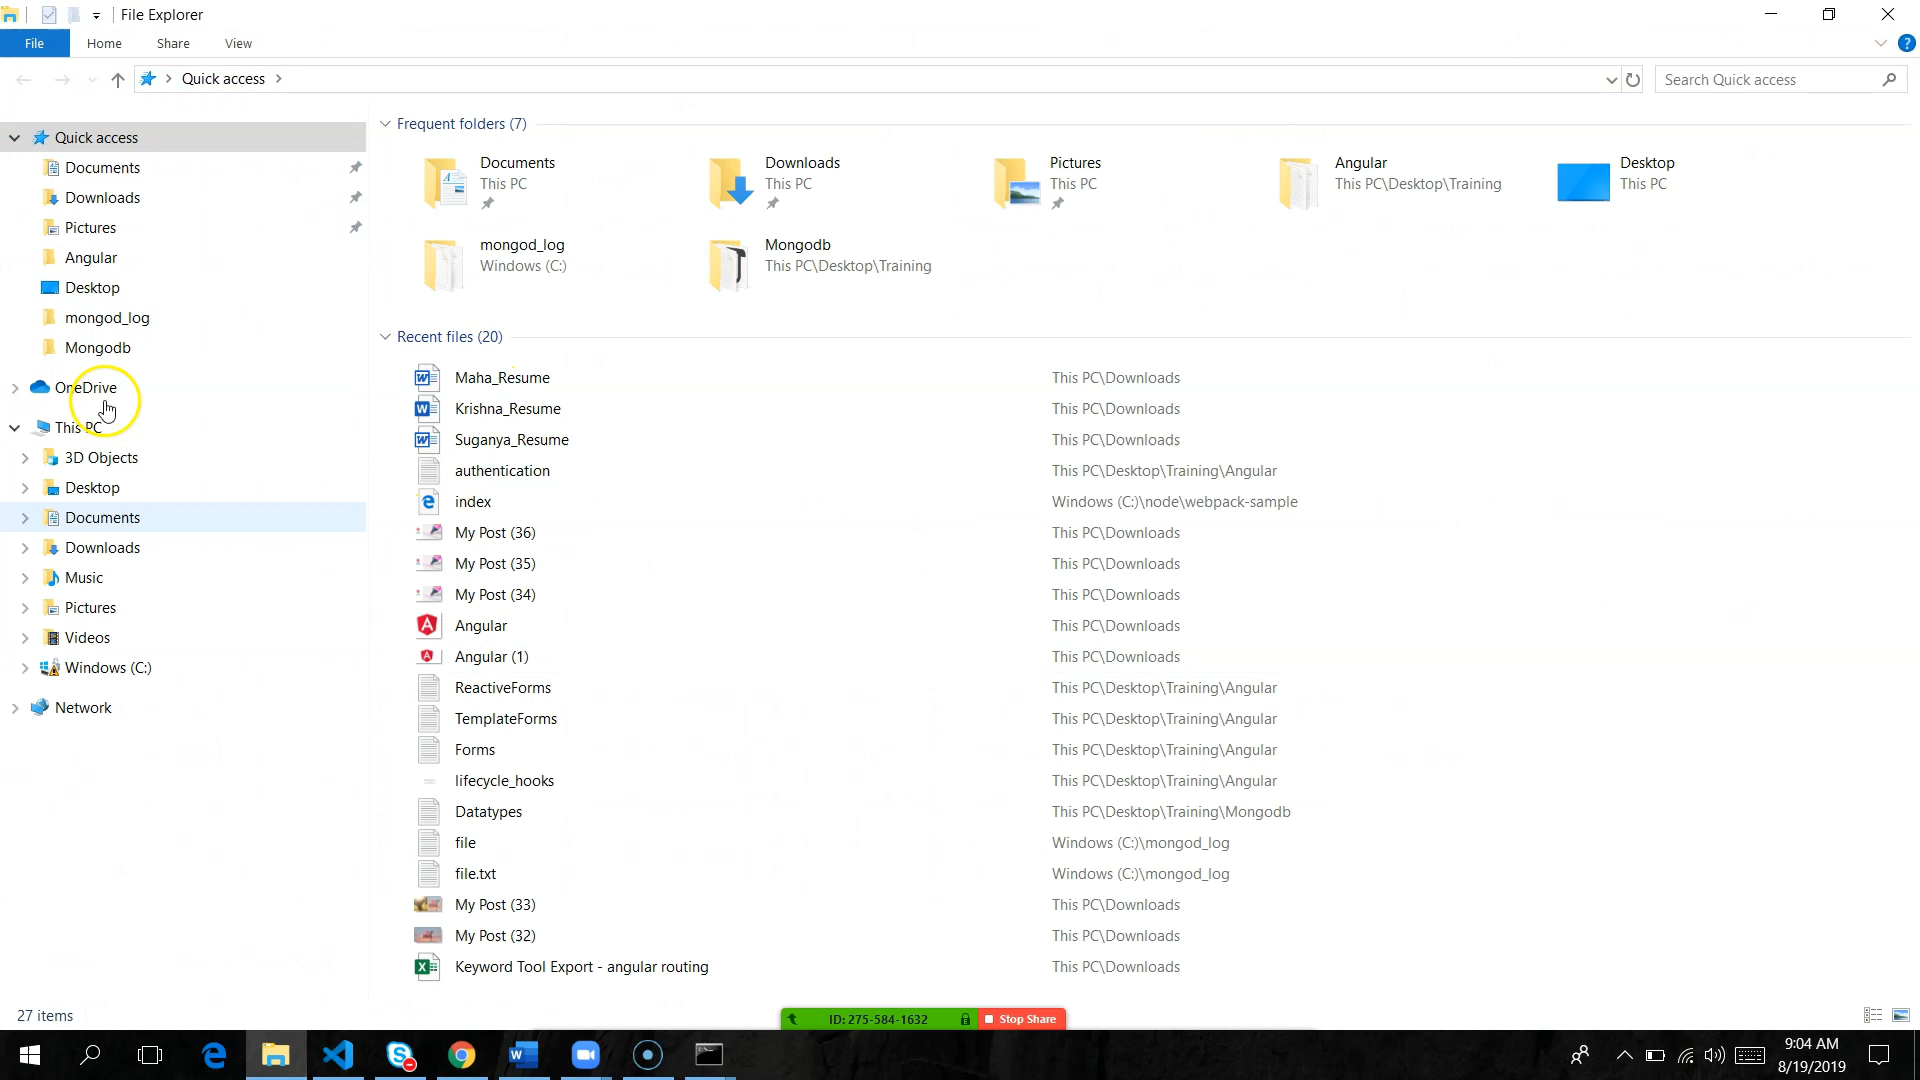 File Explorer
File Home Share View
Quick access
Search Quick access
Quick access
Documents
Downloads
Pictures
Angular
Desktop
mongod_log
Mongodb
OneDrive
This PC
3D Objects
Desktop
Documents
Downloads
Music
Pictures
Videos
Windows (C:)
Network
Frequent folders (7)
Documents
This PC
Downloads
This PC
Pictures
This PC
Angular
This PC\Desktop\Training
Desktop
This PC
mongod_log
Windows (C:)
Mongodb
This PC\Desktop\Training
Recent files (20)
Maha_Resume This PC\Downloads
Krishna_Resume This PC\Downloads
Suganya_Resume This PC\Downloads
authentication This PC\Desktop\Training\Angular
index Windows (C:)\node\webpack-sample
My Post (36) This PC\Downloads
My Post (35) This PC\Downloads
My Post (34) This PC\Downloads
Angular This PC\Downloads
Angular (1) This PC\Downloads
ReactiveForms This PC\Desktop\Training\Angular
TemplateForms This PC\Desktop\Training\Angular
Forms This PC\Desktop\Training\Angular
lifecycle_hooks This PC\Desktop\Training\Angular
Datatypes This PC\Desktop\Training\Mongodb
file Windows (C:)\mongod_log
file.txt Windows (C:)\mongod_log
My Post (33) This PC\Downloads
My Post (32) This PC\Downloads
Keyword Tool Export - angular routing This PC\Downloads
27 items
ID: 275-584-1632 Stop Share
9:04 AM
8/19/2019